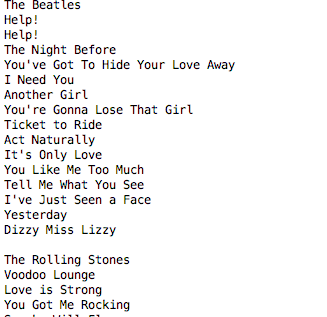 The Beatles
Help!
Help!
The Night Before
You've Got To Hide Your Love Away
I Need You
Another Girl
You're Gonna Lose That Girl
Ticket to Ride
Act Naturally
It's Only Love
You Like Me Too Much
Tell Me What You See
I've Just Seen a Face
Yesterday
Dizzy Miss Lizzy

The Rolling Stones
Voodoo Lounge
Love is Strong
You Got Me Rocking